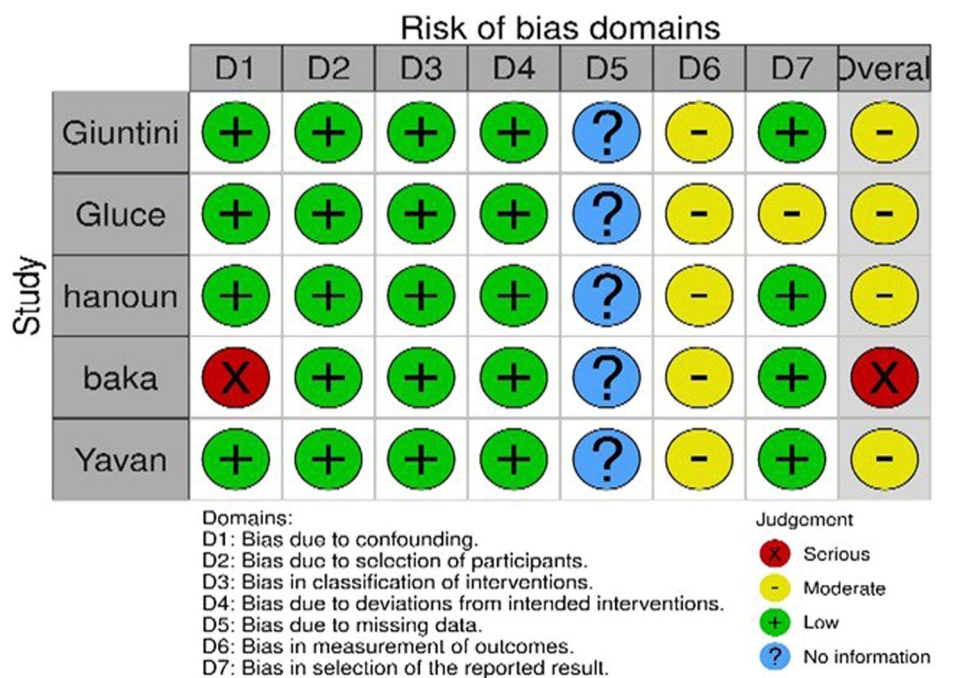 Risk of bias domains
D1 D2 D3 D4 D5 D6 D7 Overall
Study
Giuntini + + + + ? - + -
Gluce + + + + ? - - -
hanoun + + + + ? - + -
baka X + + + ? - + X
Yavan + + + + ? - + -
Domains:
D1: Bias due to confounding.
D2: Bias due to selection of participants.
D3: Bias in classification of interventions.
D4: Bias due to deviations from intended interventions.
D5: Bias due to missing data.
D6: Bias in measurement of outcomes.
D7: Bias in selection of the reported result.
Judgement
X Serious
- Moderate
+ Low
? No information